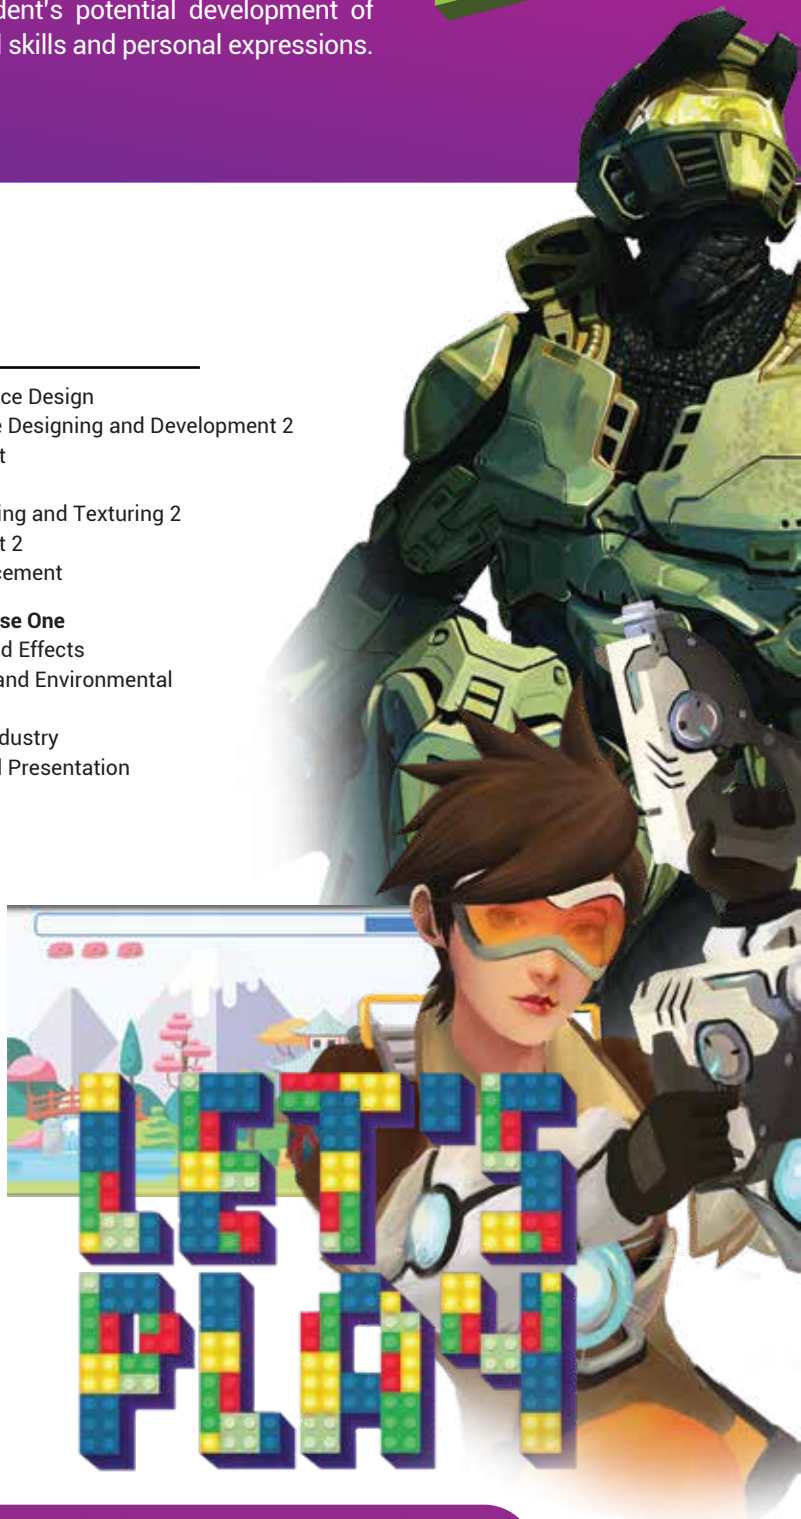 dent's potential development of
skills and personal expressions.
ce Design
Designing and Development 2
t
ing and Texturing 2
t 2
cement
se One
d Effects
and Environmental
dustry
Presentation
LET'S
PLAY